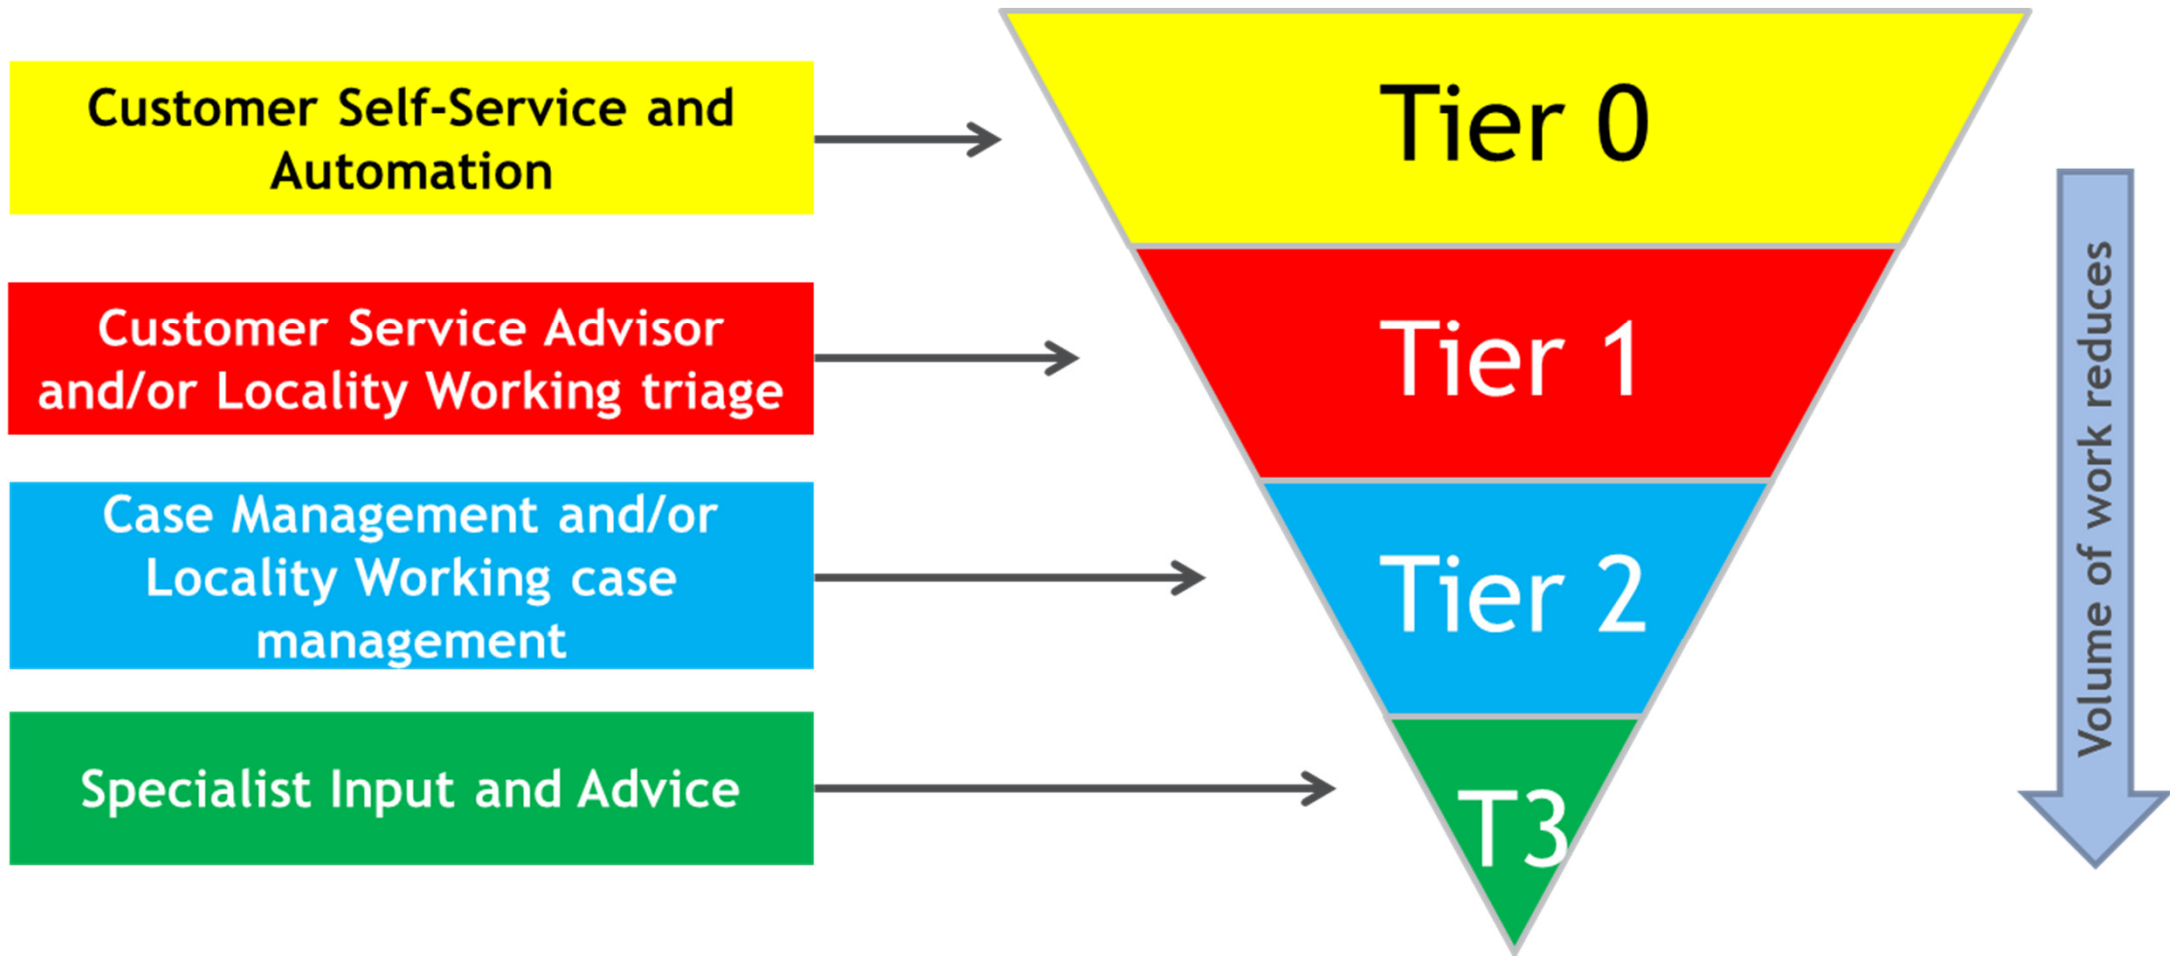 Customer Self-Service and
Automation
Tier 0
Customer Service Advisor
and/or Locality Working triage
Tier 1
Case Management and/or
Locality Working case
management
Tier 2
Specialist Input and Advice
T3
Volume of work reduces